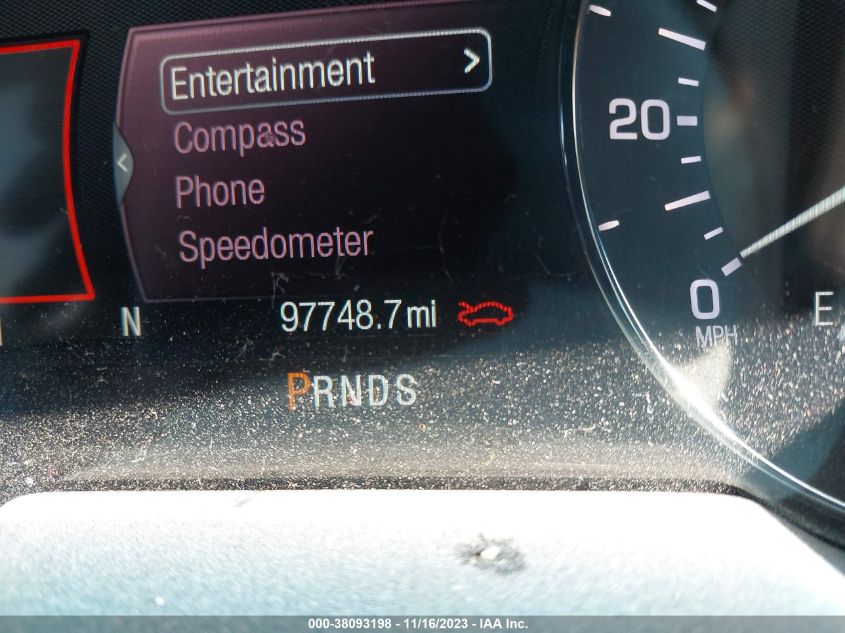 Entertainment >
Compass
<
Phone
Speedometer
20
0
MPH
E
N
97748.7 mi
PRNDS
000-38093198 - 11/16/2023 - IAA Inc.